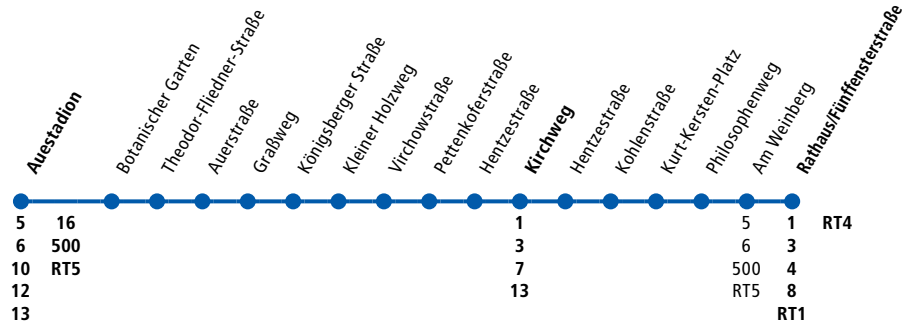 Auestadion
Botanischer Garten
Theodor-Fliedner-Straße
Auerstraße
Graßweg
Königsberger Straße
Kleiner Holzweg
Virchowstraße
Pettenkoferstraße
Hentzestraße
Kirchweg
Hentzestraße
Kohlenstraße
Kurt-Kersten-Platz
Philosophenweg
Am Weinberg
Rathaus/Fünffensterstraße
5 16 1 5 1 RT4
6 500 3 6 3
10 RT5 7 500 4
12 13 RT5 8
13 RT1